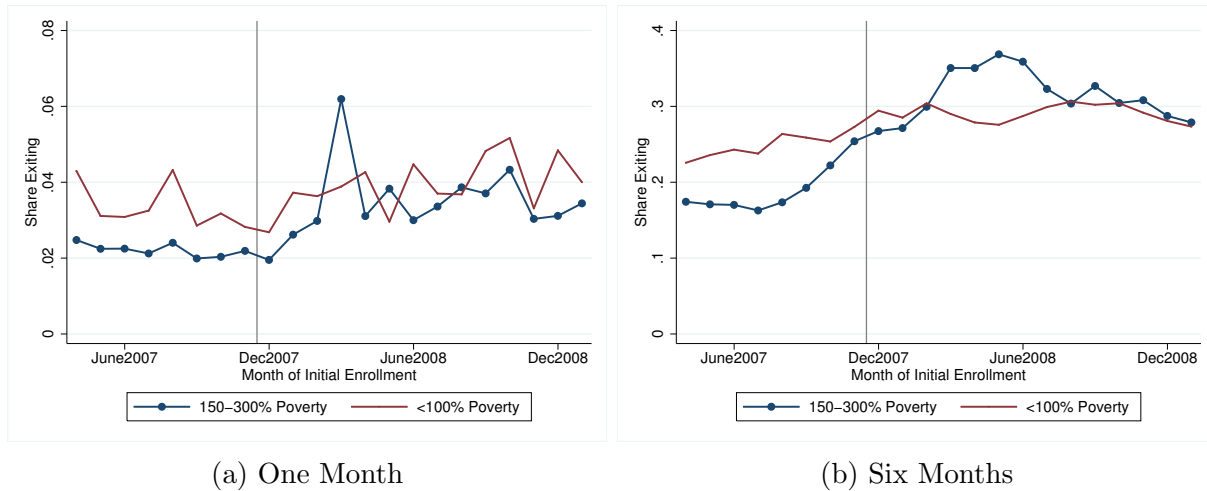 Share Exiting
0 .02 .04 .06 .08
June2007 Dec2007 June2008 Dec2008
Month of Initial Enrollment
150−300% Poverty <100% Poverty
(a) One Month
Share Exiting
0 .1 .2 .3 .4
June2007 Dec2007 June2008 Dec2008
Month of Initial Enrollment
150−300% Poverty <100% Poverty
(b) Six Months